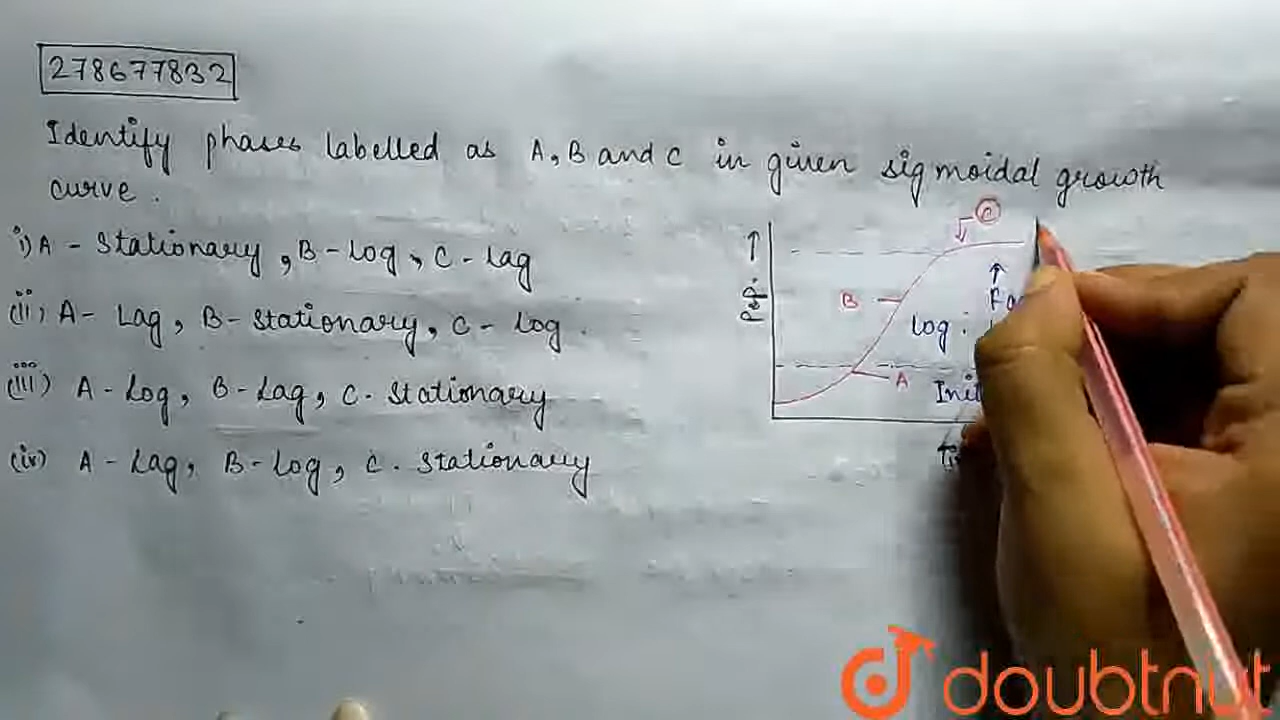 278677832
Identify phases labelled as A, B and C in given sigmoidal growth
curve.
i) A - Stationary, B - Log, C - Lag
(ii) A - Lag, B - Stationary, C - Log.
(iii) A - Log, B - Lag, C. Stationary
(iv) A - Lag, B - Log, C. Stationary
B
log.
A
doubtnut